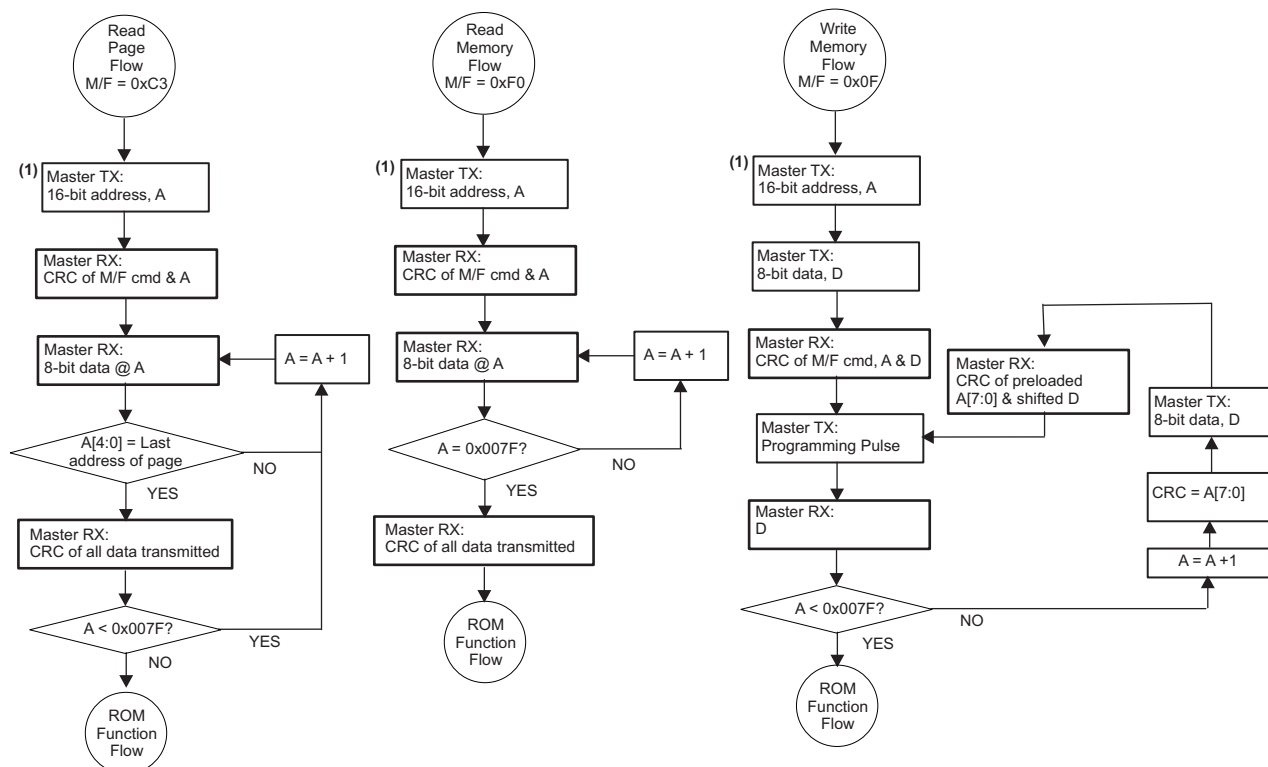 Read
Page
Flow
M/F = 0xC3
(1)
Master TX:
16-bit address, A
Master RX:
CRC of M/F cmd & A
Master RX:
8-bit data @ A
A = A + 1
A[4:0] = Last
address of page
NO
YES
Master RX:
CRC of all data transmitted
A < 0x007F?
YES
NO
ROM
Function
Flow
Read
Memory
Flow
M/F = 0xF0
(1)
Master TX:
16-bit address, A
Master RX:
CRC of M/F cmd & A
Master RX:
8-bit data @ A
A = A + 1
A = 0x007F?
NO
YES
Master RX:
CRC of all data transmitted
ROM
Function
Flow
Write
Memory
Flow
M/F = 0x0F
(1)
Master TX:
16-bit address, A
Master TX:
8-bit data, D
Master RX:
CRC of M/F cmd, A & D
Master TX:
Programming Pulse
Master RX:
D
A < 0x007F?
NO
YES
ROM
Function
Flow
A = A +1
CRC = A[7:0]
Master TX:
8-bit data, D
Master RX:
CRC of preloaded
A[7:0] & shifted D